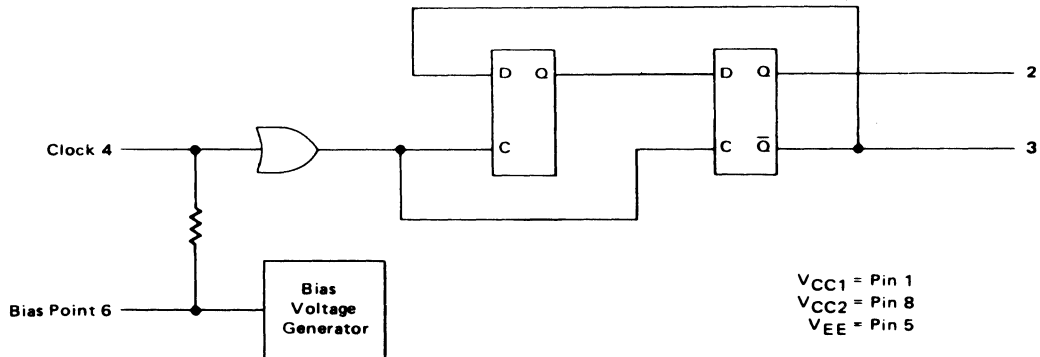 D Q
D Q
2
Clock 4
C
C Q̅
3
Bias Point 6
Bias
Voltage
Generator
VCC1 = Pin 1
VCC2 = Pin 8
VEE = Pin 5